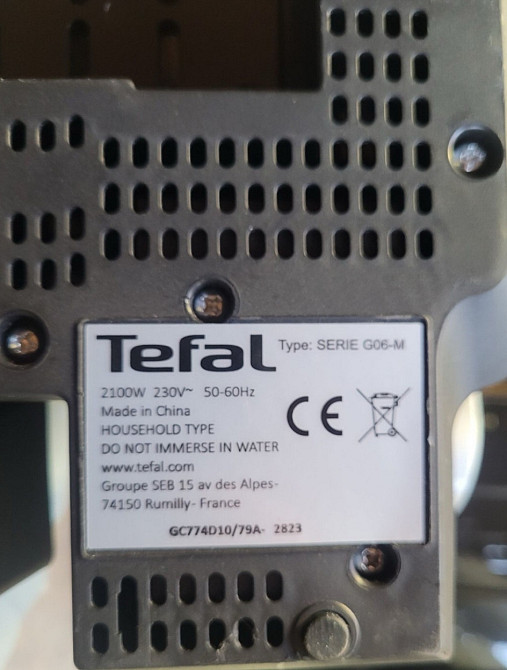 Tefal Type: SERIE G06-M
2100W 230V~ 50-60Hz
Made in China
HOUSEHOLD TYPE
DO NOT IMMERSE IN WATER
www.tefal.com
Groupe SEB 15 av des Alpes-
74150 Rumilly- France
CE
GC774D10/79A- 2823